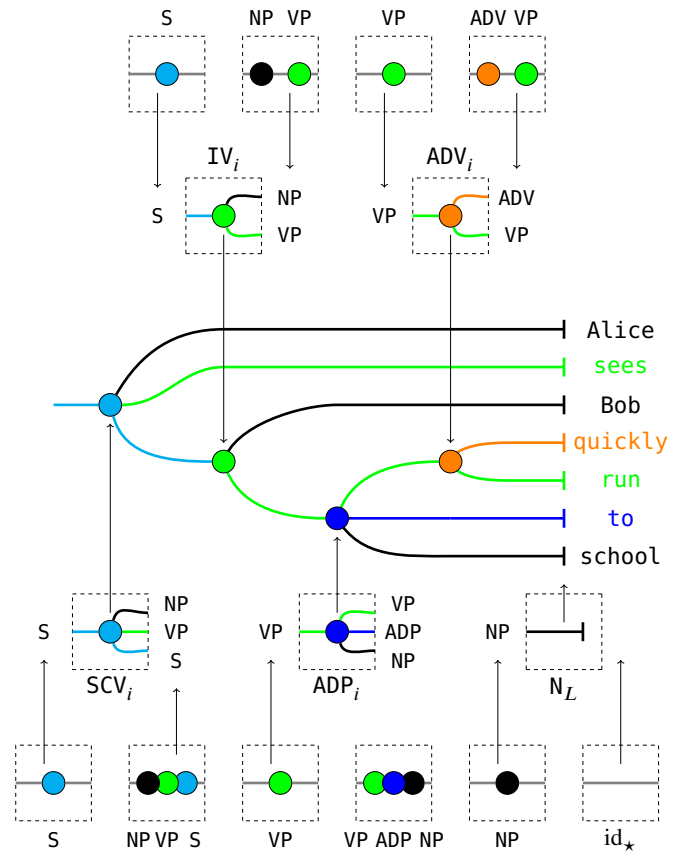 S NP VP VP ADV VP
IV_i ADV_i
NP ADV
S VP
VP VP
Alice
sees
Bob
quickly
run
to
school
NP VP
S VP VP ADP NP
S NP
SCV_i ADP_i N_L
S NP VP S VP VP ADP NP NP id_⋆